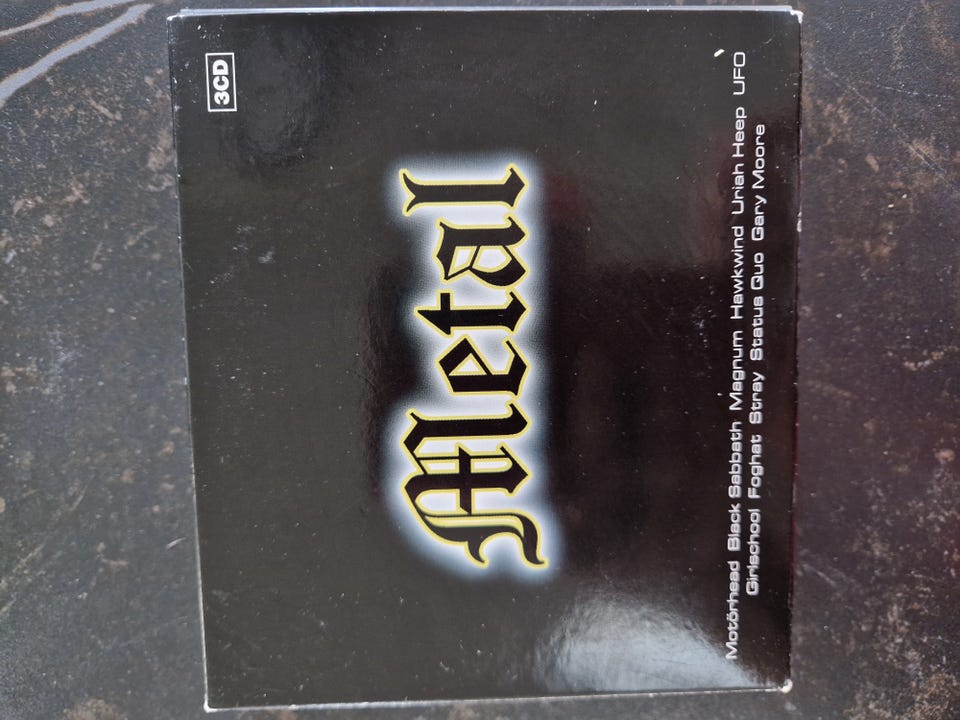 3CD
Metal
Motörhead Black Sabbath Magnum Hawkwind Uriah Heep UFO
Girlschool Foghat Stray Status Quo Gary Moore